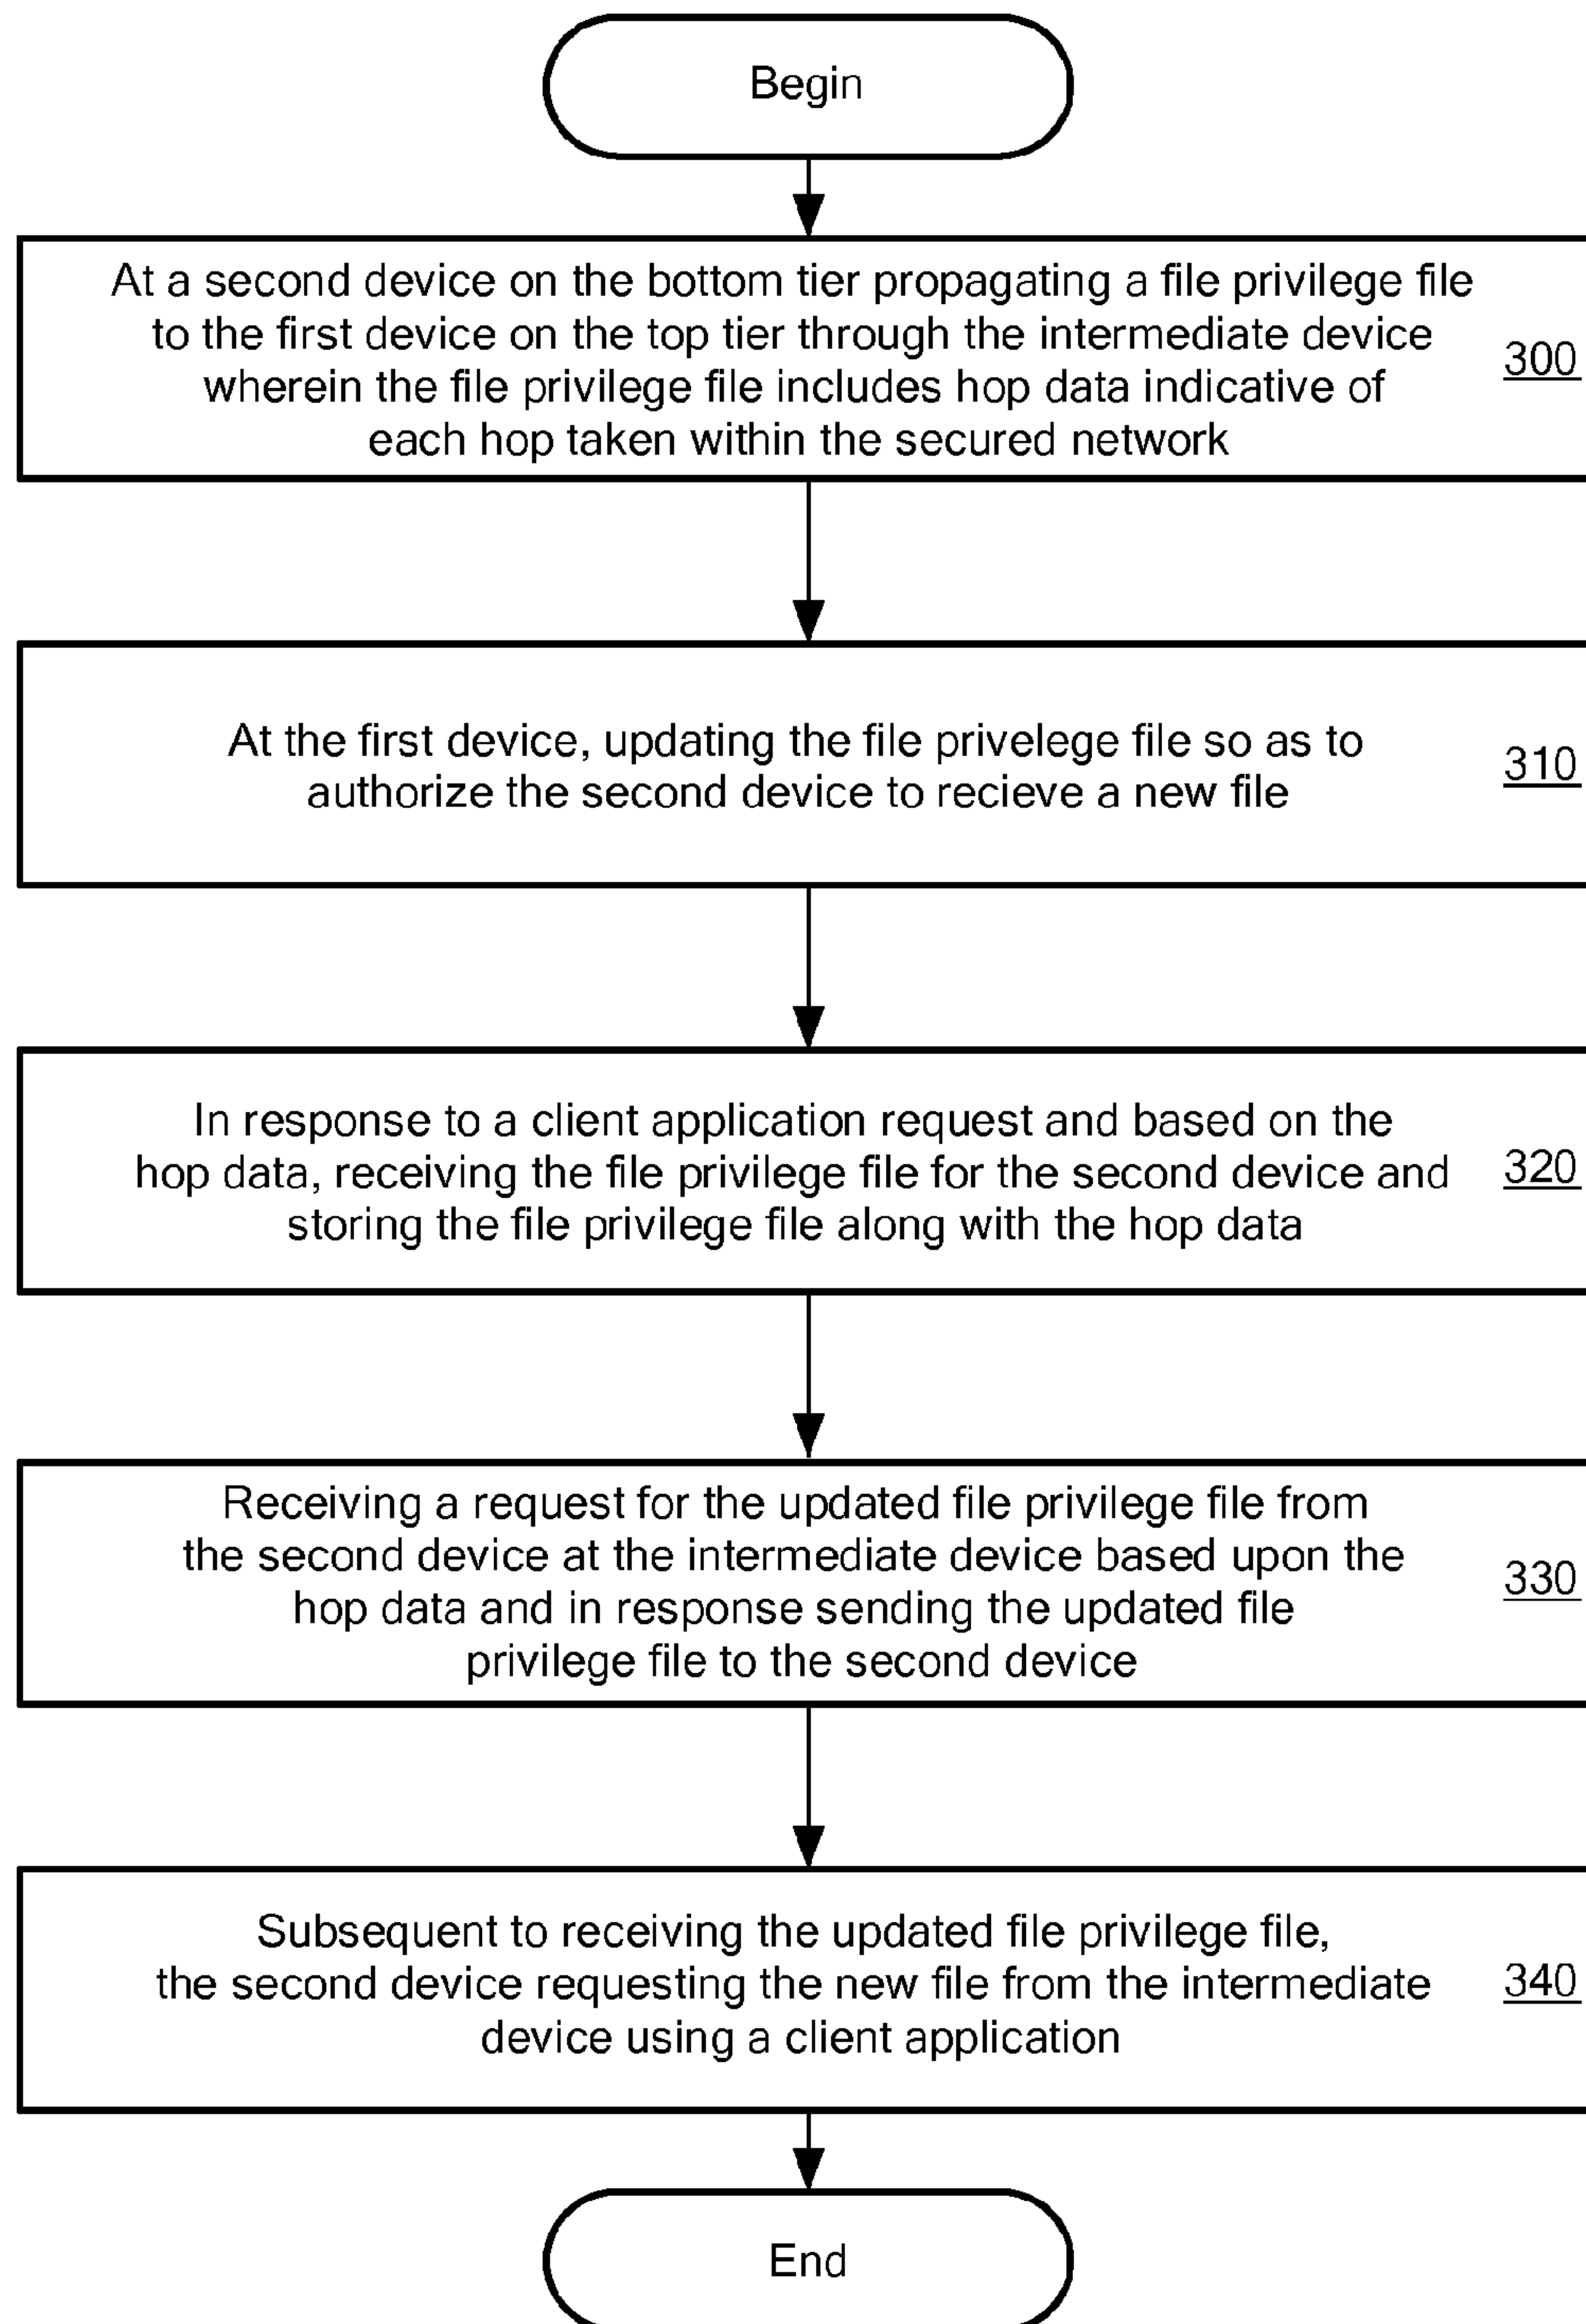 Begin
At a second device on the bottom tier propagating a file privilege file
to the first device on the top tier through the intermediate device
wherein the file privilege file includes hop data indicative of
each hop taken within the secured network
300
At the first device, updating the file privelege file so as to
authorize the second device to recieve a new file
310
In response to a client application request and based on the
hop data, receiving the file privilege file for the second device and
storing the file privilege file along with the hop data
320
Receiving a request for the updated file privilege file from
the second device at the intermediate device based upon the
hop data and in response sending the updated file
privilege file to the second device
330
Subsequent to receiving the updated file privilege file,
the second device requesting the new file from the intermediate
device using a client application
340
End